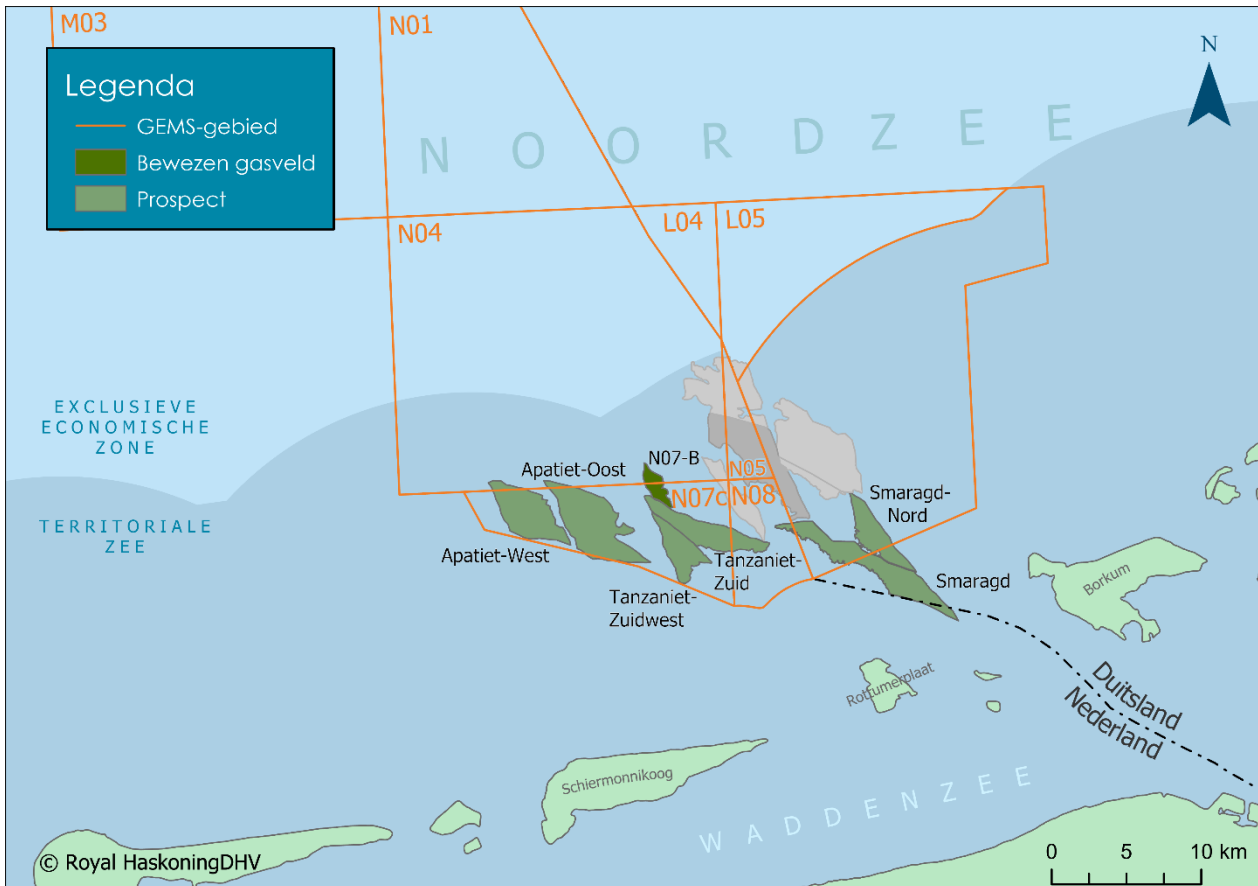 M03
N01
Legenda
GEMS-gebied
Bewezen gasveld
Prospect
N
NOORDZEE
N04
L04
L05
EXCLUSIEVE
ECONOMISCHE
ZONE
TERRITORIALE
ZEE
Apatiet-Oost
N07-B
N05
N07c
N08
Smaragd-
Nord
Apatiet-West
Tanzaniet-
Zuid
Tanzaniet-
Zuidwest
Smaragd
Borkum
Rottumerplaat
Duitsland
Nederland
Schiermonnikoog
WADDENZEE
© Royal HaskoningDHV
0 5 10 km